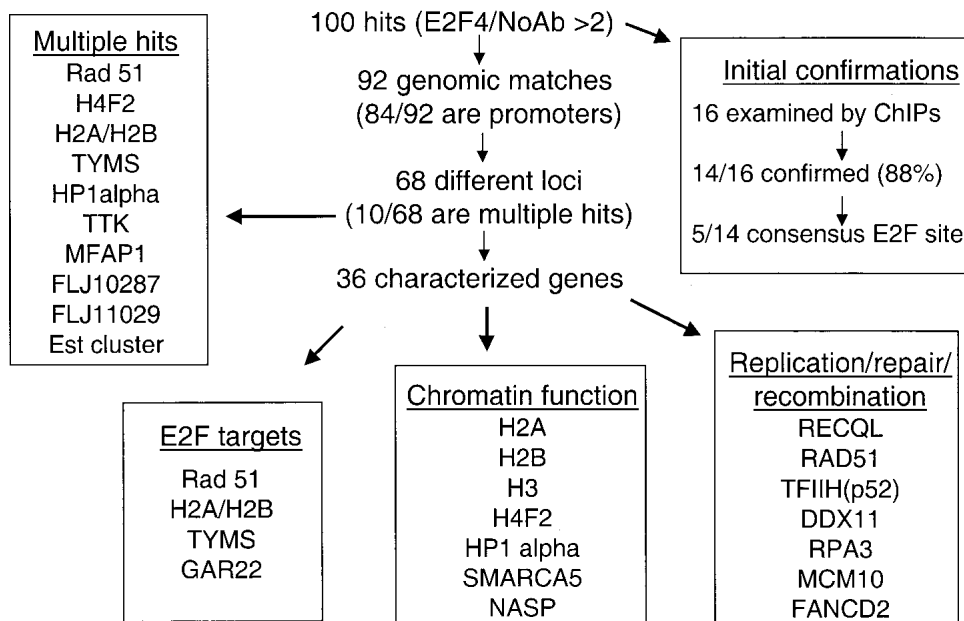 100 hits (E2F4/NoAb >2)
92 genomic matches
(84/92 are promoters)
68 different loci
(10/68 are multiple hits)
36 characterized genes
Multiple hits
Rad 51
H4F2
H2A/H2B
TYMS
HP1alpha
TTK
MFAP1
FLJ10287
FLJ11029
Est cluster
Initial confirmations
16 examined by ChIPs
14/16 confirmed (88%)
5/14 consensus E2F site
E2F targets
Rad 51
H2A/H2B
TYMS
GAR22
Chromatin function
H2A
H2B
H3
H4F2
HP1 alpha
SMARCA5
NASP
Replication/repair/
recombination
RECQL
RAD51
TFIIH(p52)
DDX11
RPA3
MCM10
FANCD2